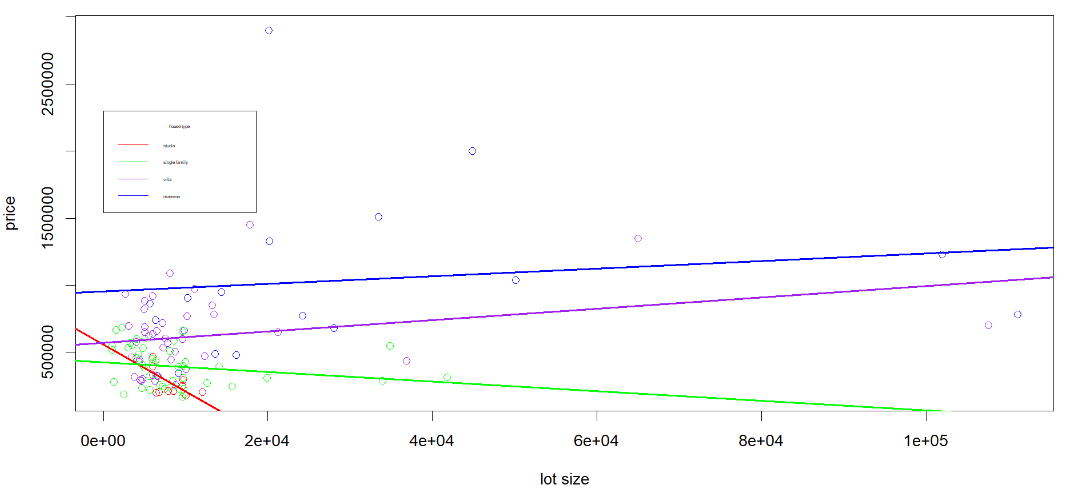 2500000
house type
studio
single family
villa
1500000
price
500000
0e+00 2e+04 4e+04 6e+04 8e+04 1e+05
lot size